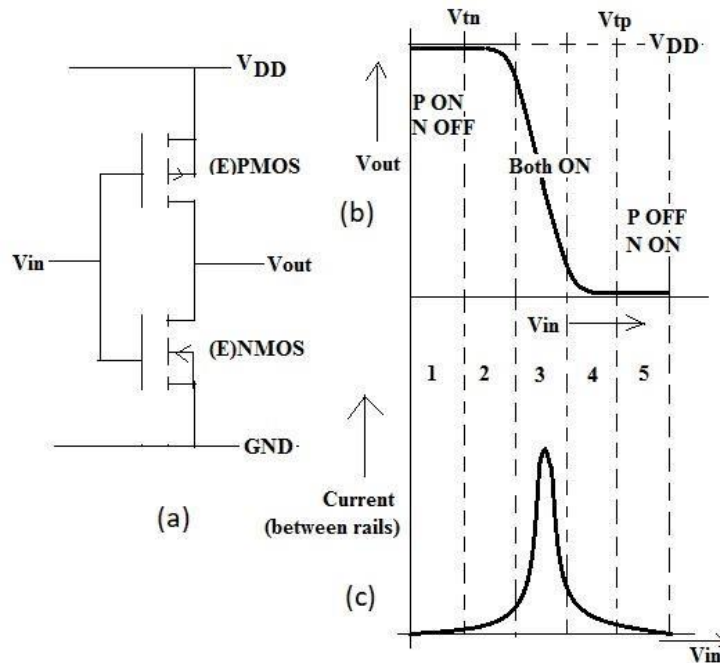 VDD
(E)PMOS
Vin
Vout
(E)NMOS
GND
(a)
Vtn
Vtp
VDD
P ON
N OFF
Vout
Both ON
(b)
P OFF
N ON
Vin
1 2 3 4 5
Current
(between rails)
(c)
Vin